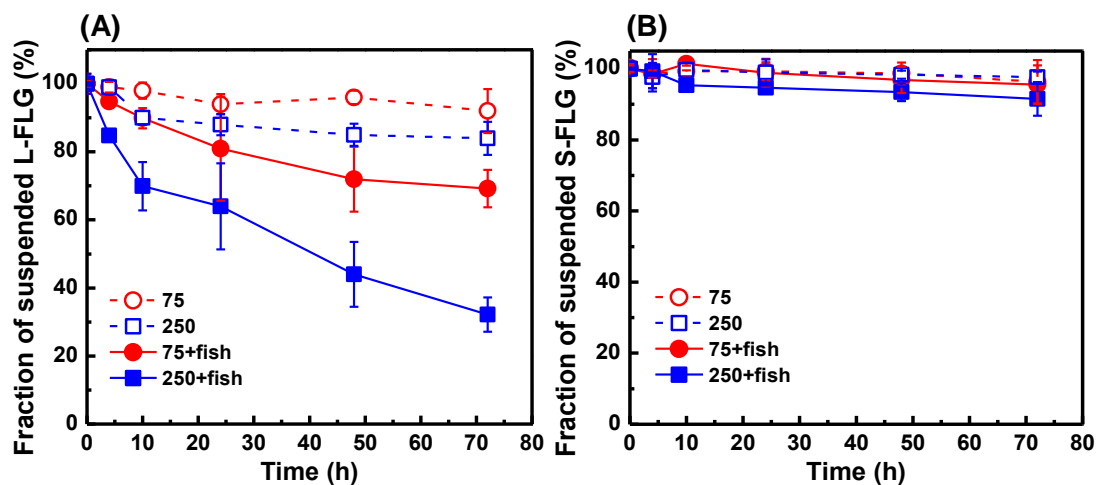 (A)
Fraction of suspended L-FLG (%)
100
80
60
40
20
0
75
250
75+fish
250+fish
0 10 20 30 40 50 60 70 80
Time (h)
(B)
Fraction of suspended S-FLG (%)
100
80
60
40
20
0
75
250
75+fish
250+fish
0 10 20 30 40 50 60 70 80
Time (h)